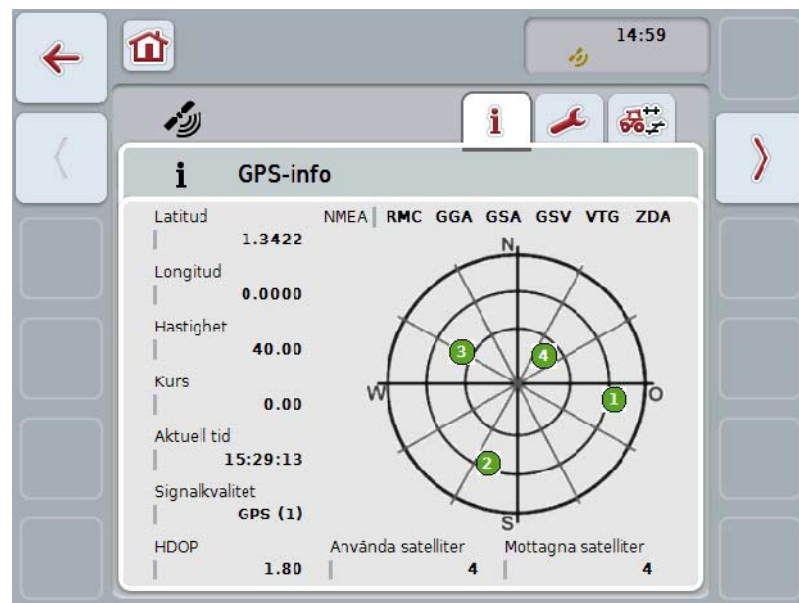 14:59
i
i GPS-info
Latitud
1.3422
Longitud
0.0000
Hastighet
40.00
Kurs
0.00
Aktuell tid
15:29:13
Signalkvalitet
GPS (1)
HDOP
1.80
NMEA RMC GGA GSA GSV VTG ZDA
N
3
4
W
1
O
2
S
Använda satelliter
4
Mottagna satelliter
4